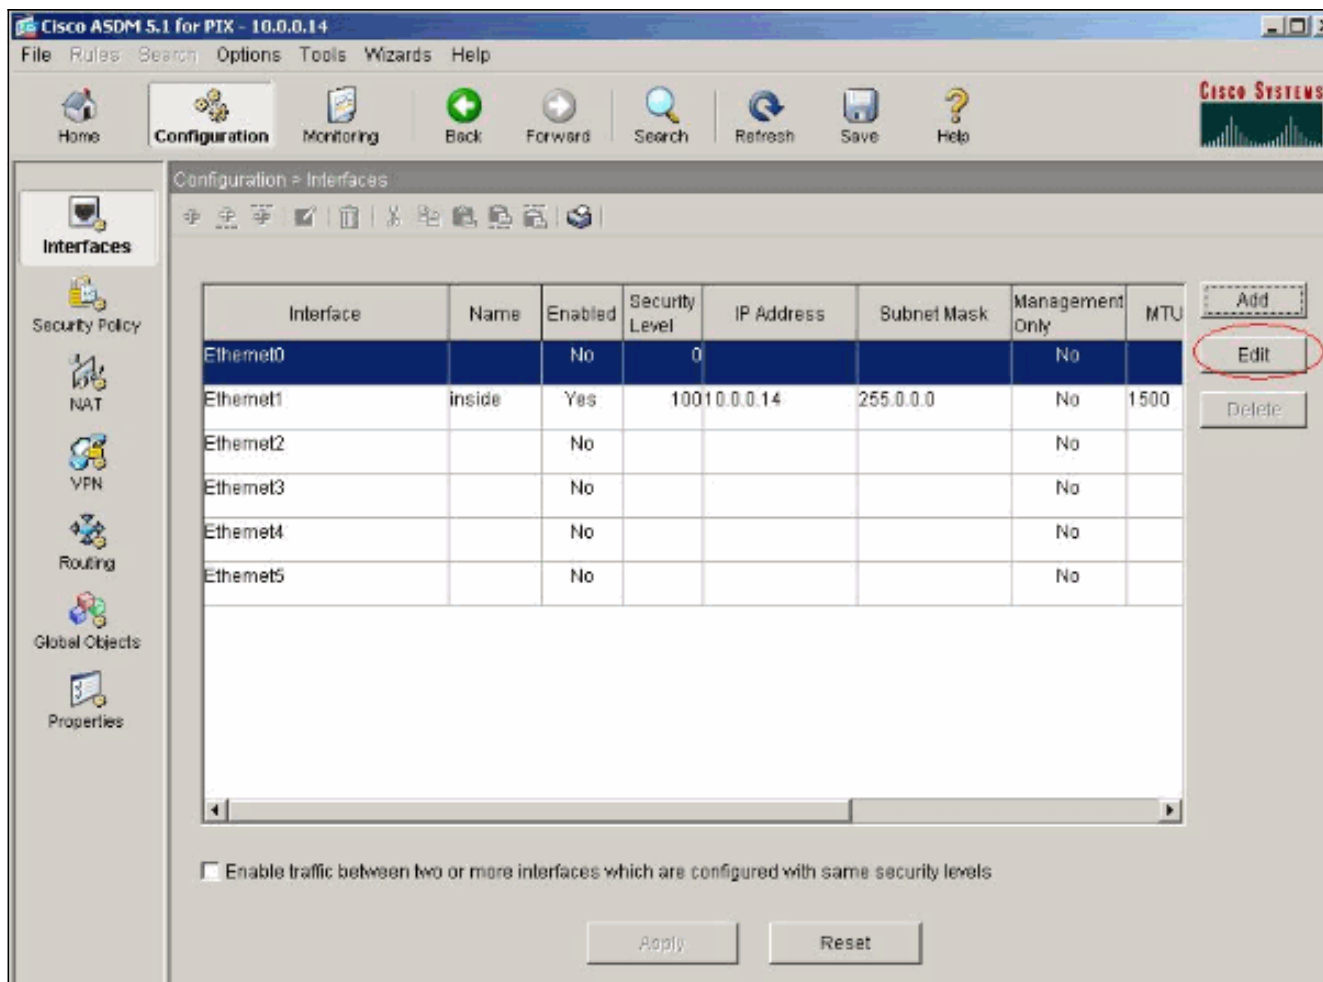 Cisco ASDM 5.1 for PIX - 10.0.0.14
File Rules Search Options Tools Wizards Help
Home Configuration Monitoring Back Forward Search Refresh Save Help
CISCO SYSTEMS
Configuration > Interfaces
Interfaces
Security Policy
NAT
VPN
Routing
Global Objects
Properties
Interface Name Enabled Security Level IP Address Subnet Mask Management Only MTU
Ethernet0 No 0 No
Ethernet1 inside Yes 100 10.0.0.14 255.0.0.0 No 1500
Ethernet2 No No
Ethernet3 No No
Ethernet4 No No
Ethernet5 No No
Add
Edit
Delete
Enable traffic between two or more interfaces which are configured with same security levels
Apply Reset